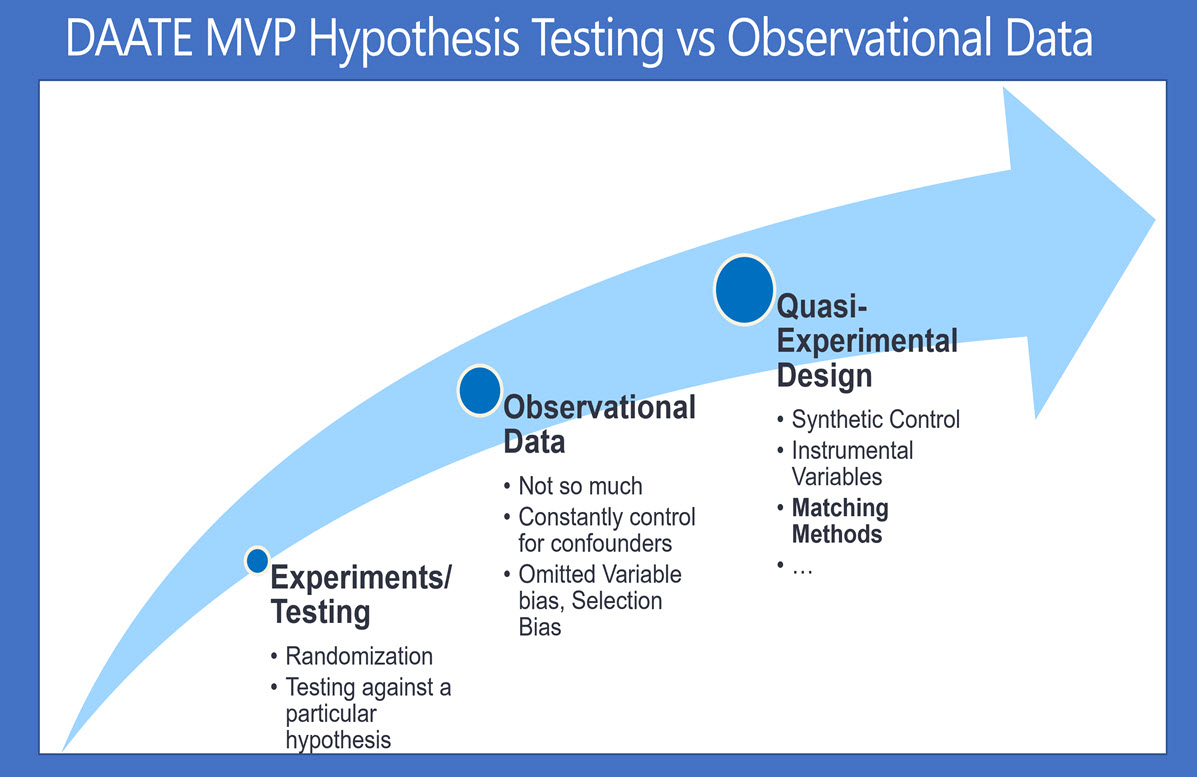 DAATE MVP Hypothesis Testing vs Observational Data
Experiments/
Testing
• Randomization
• Testing against a
particular
hypothesis
Observational
Data
• Not so much
• Constantly control
for confounders
• Omitted Variable
bias, Selection
Bias
Quasi-
Experimental
Design
• Synthetic Control
• Instrumental
Variables
• Matching
Methods
• …